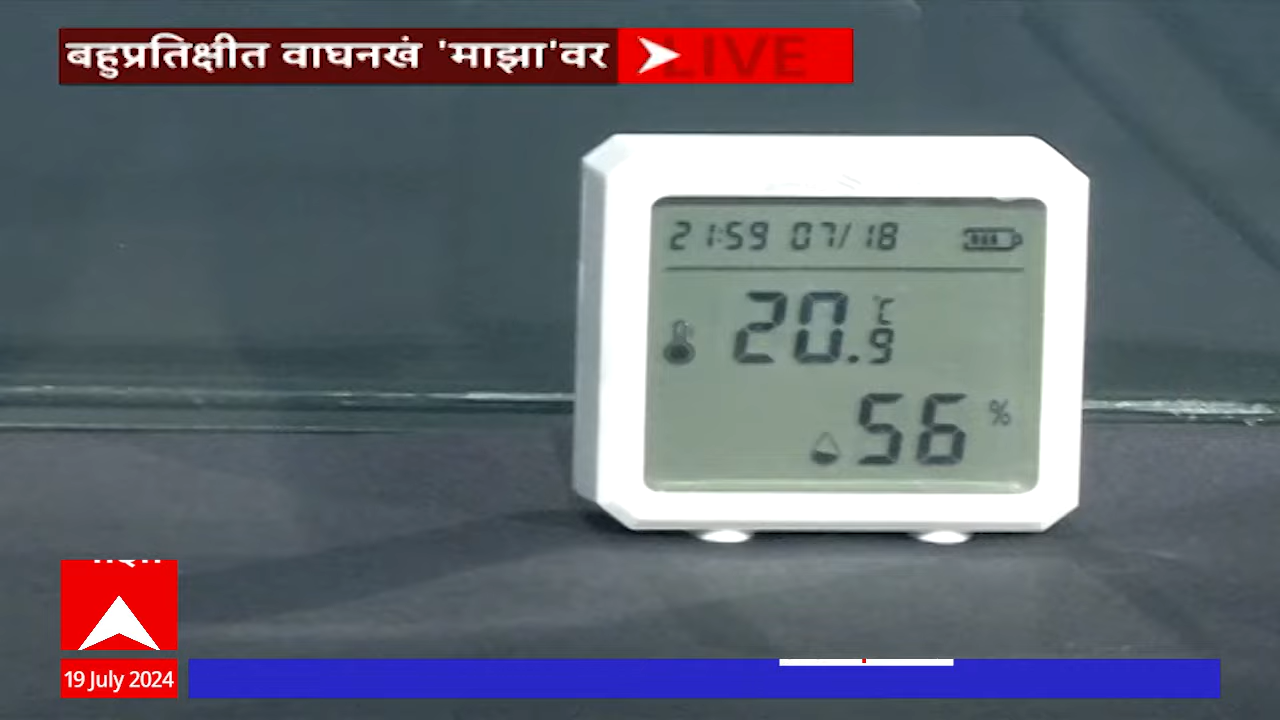 बहुप्रतिक्षीत वाघनखं 'माझा'वर
LIVE
21:59 07/18
20.9 °C
56 %
19 July 2024